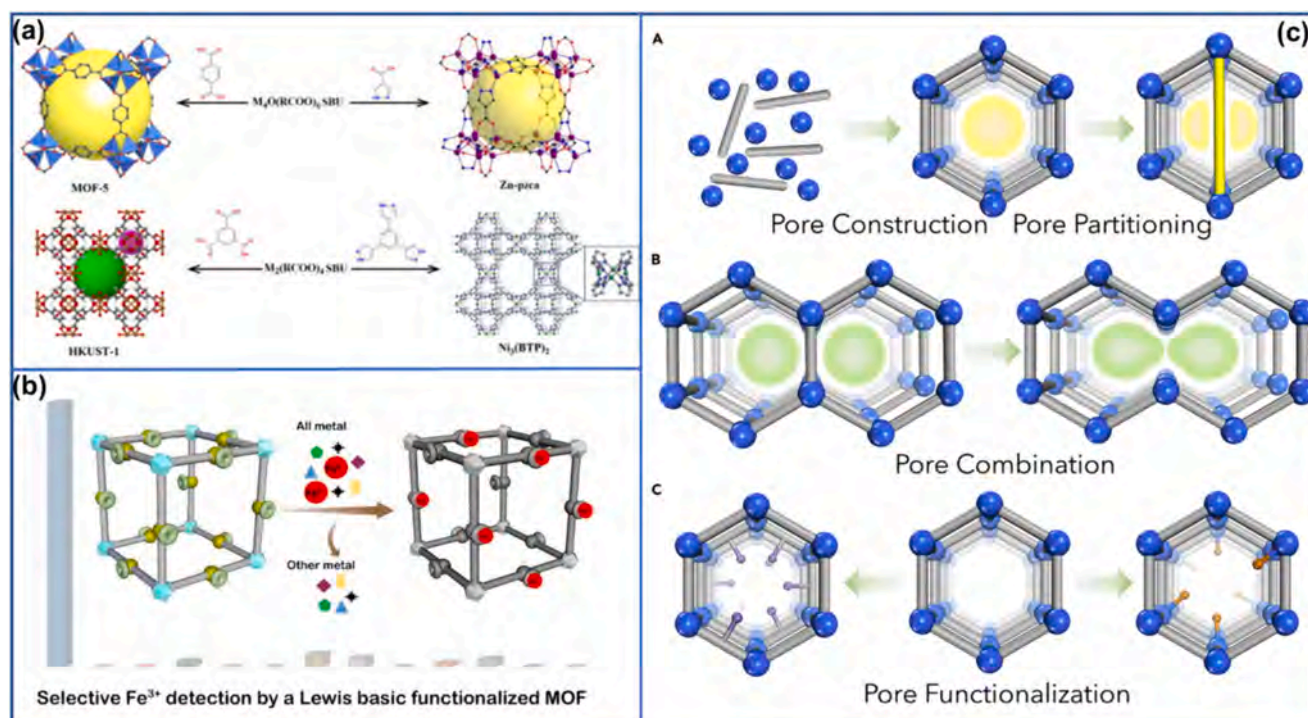 (a)
M₄O(RCOO)₆ SBU
MOF-5
Zn-pzca
M₂(RCOO)₄ SBU
HKUST-1
Ni₃(BTP)₂
(b)
All metal
Other metal
Selective Fe³⁺ detection by a Lewis basic functionalized MOF
(c)
A
Pore Construction
Pore Partitioning
B
Pore Combination
C
Pore Functionalization